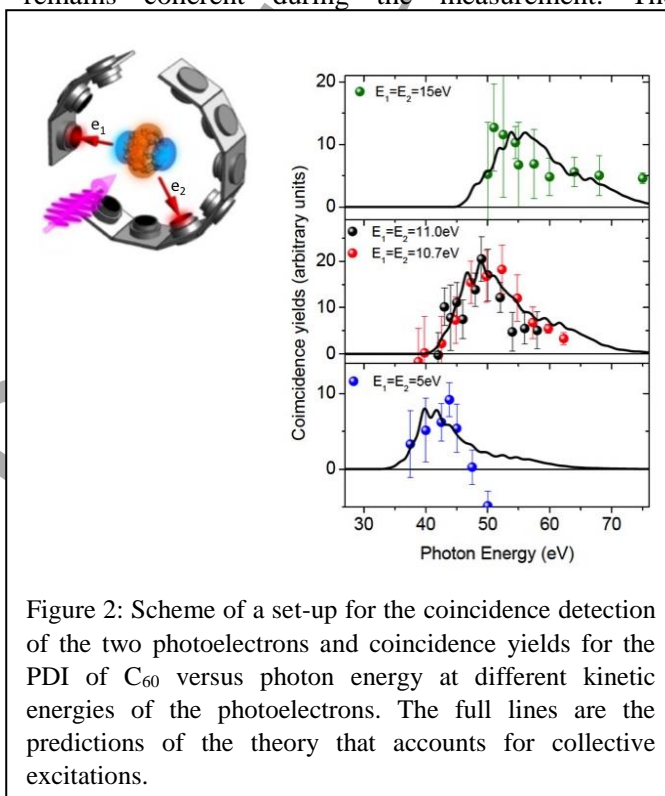 remains coherent during the measurement. The
e1
e2
E1=E2=15eV
E1=E2=11.0eV
E1=E2=10.7eV
E1=E2=5eV
20
10
0
20
10
0
10
0
30 40 50 60 70
Coincidence yields (arbitrary units)
Photon Energy (eV)
Figure 2: Scheme of a set-up for the coincidence detection
of the two photoelectrons and coincidence yields for the
PDI of C60 versus photon energy at different kinetic
energies of the photoelectrons. The full lines are the
predictions of the theory that accounts for collective
excitations.